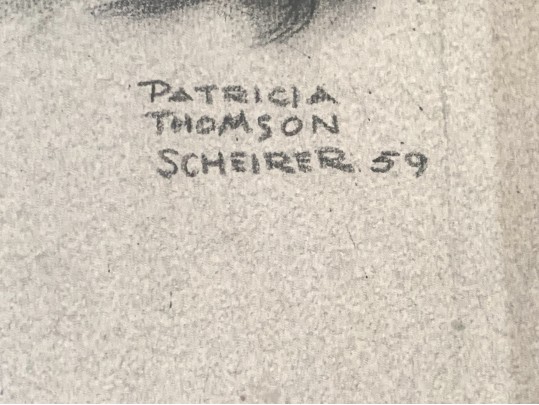 PATRICIA
THOMSON
SCHEIRER 59